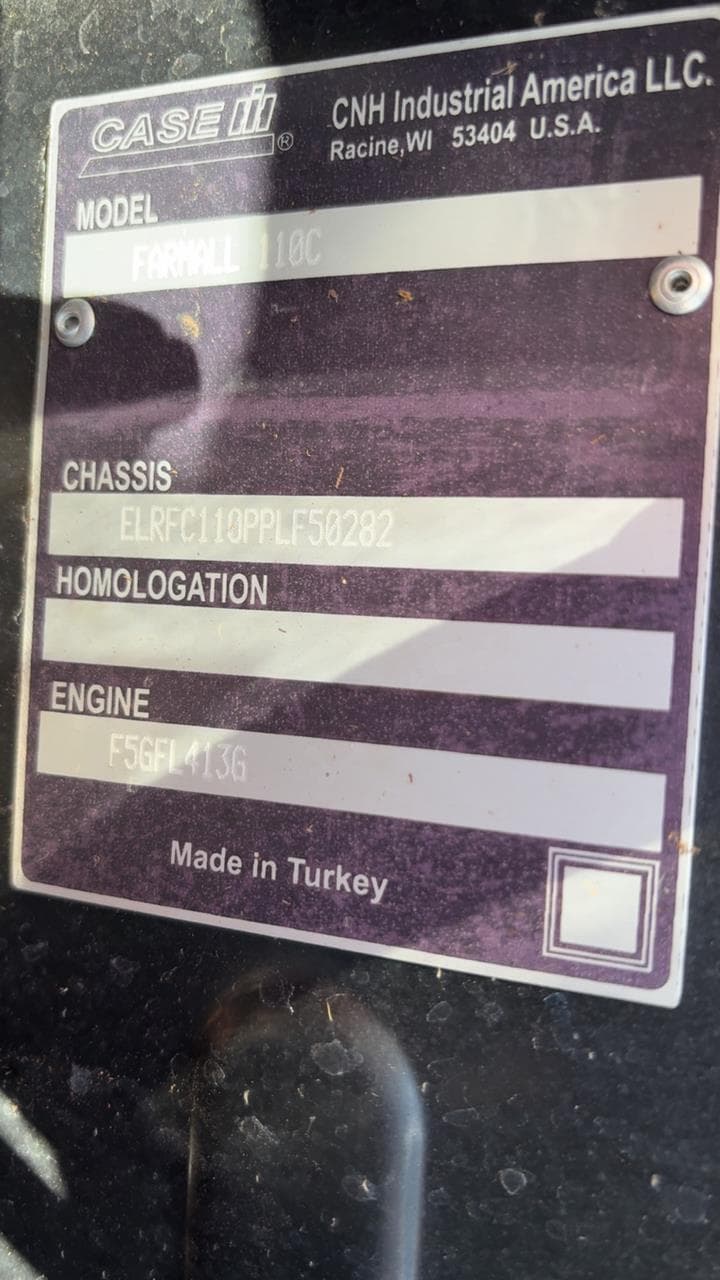 CASE IH ®
CNH Industrial America LLC.
Racine,WI 53404 U.S.A.
MODEL
FARMALL 110C
CHASSIS
ELRFC110PPLF50282
HOMOLOGATION
ENGINE
F5GFL413G
Made in Turkey